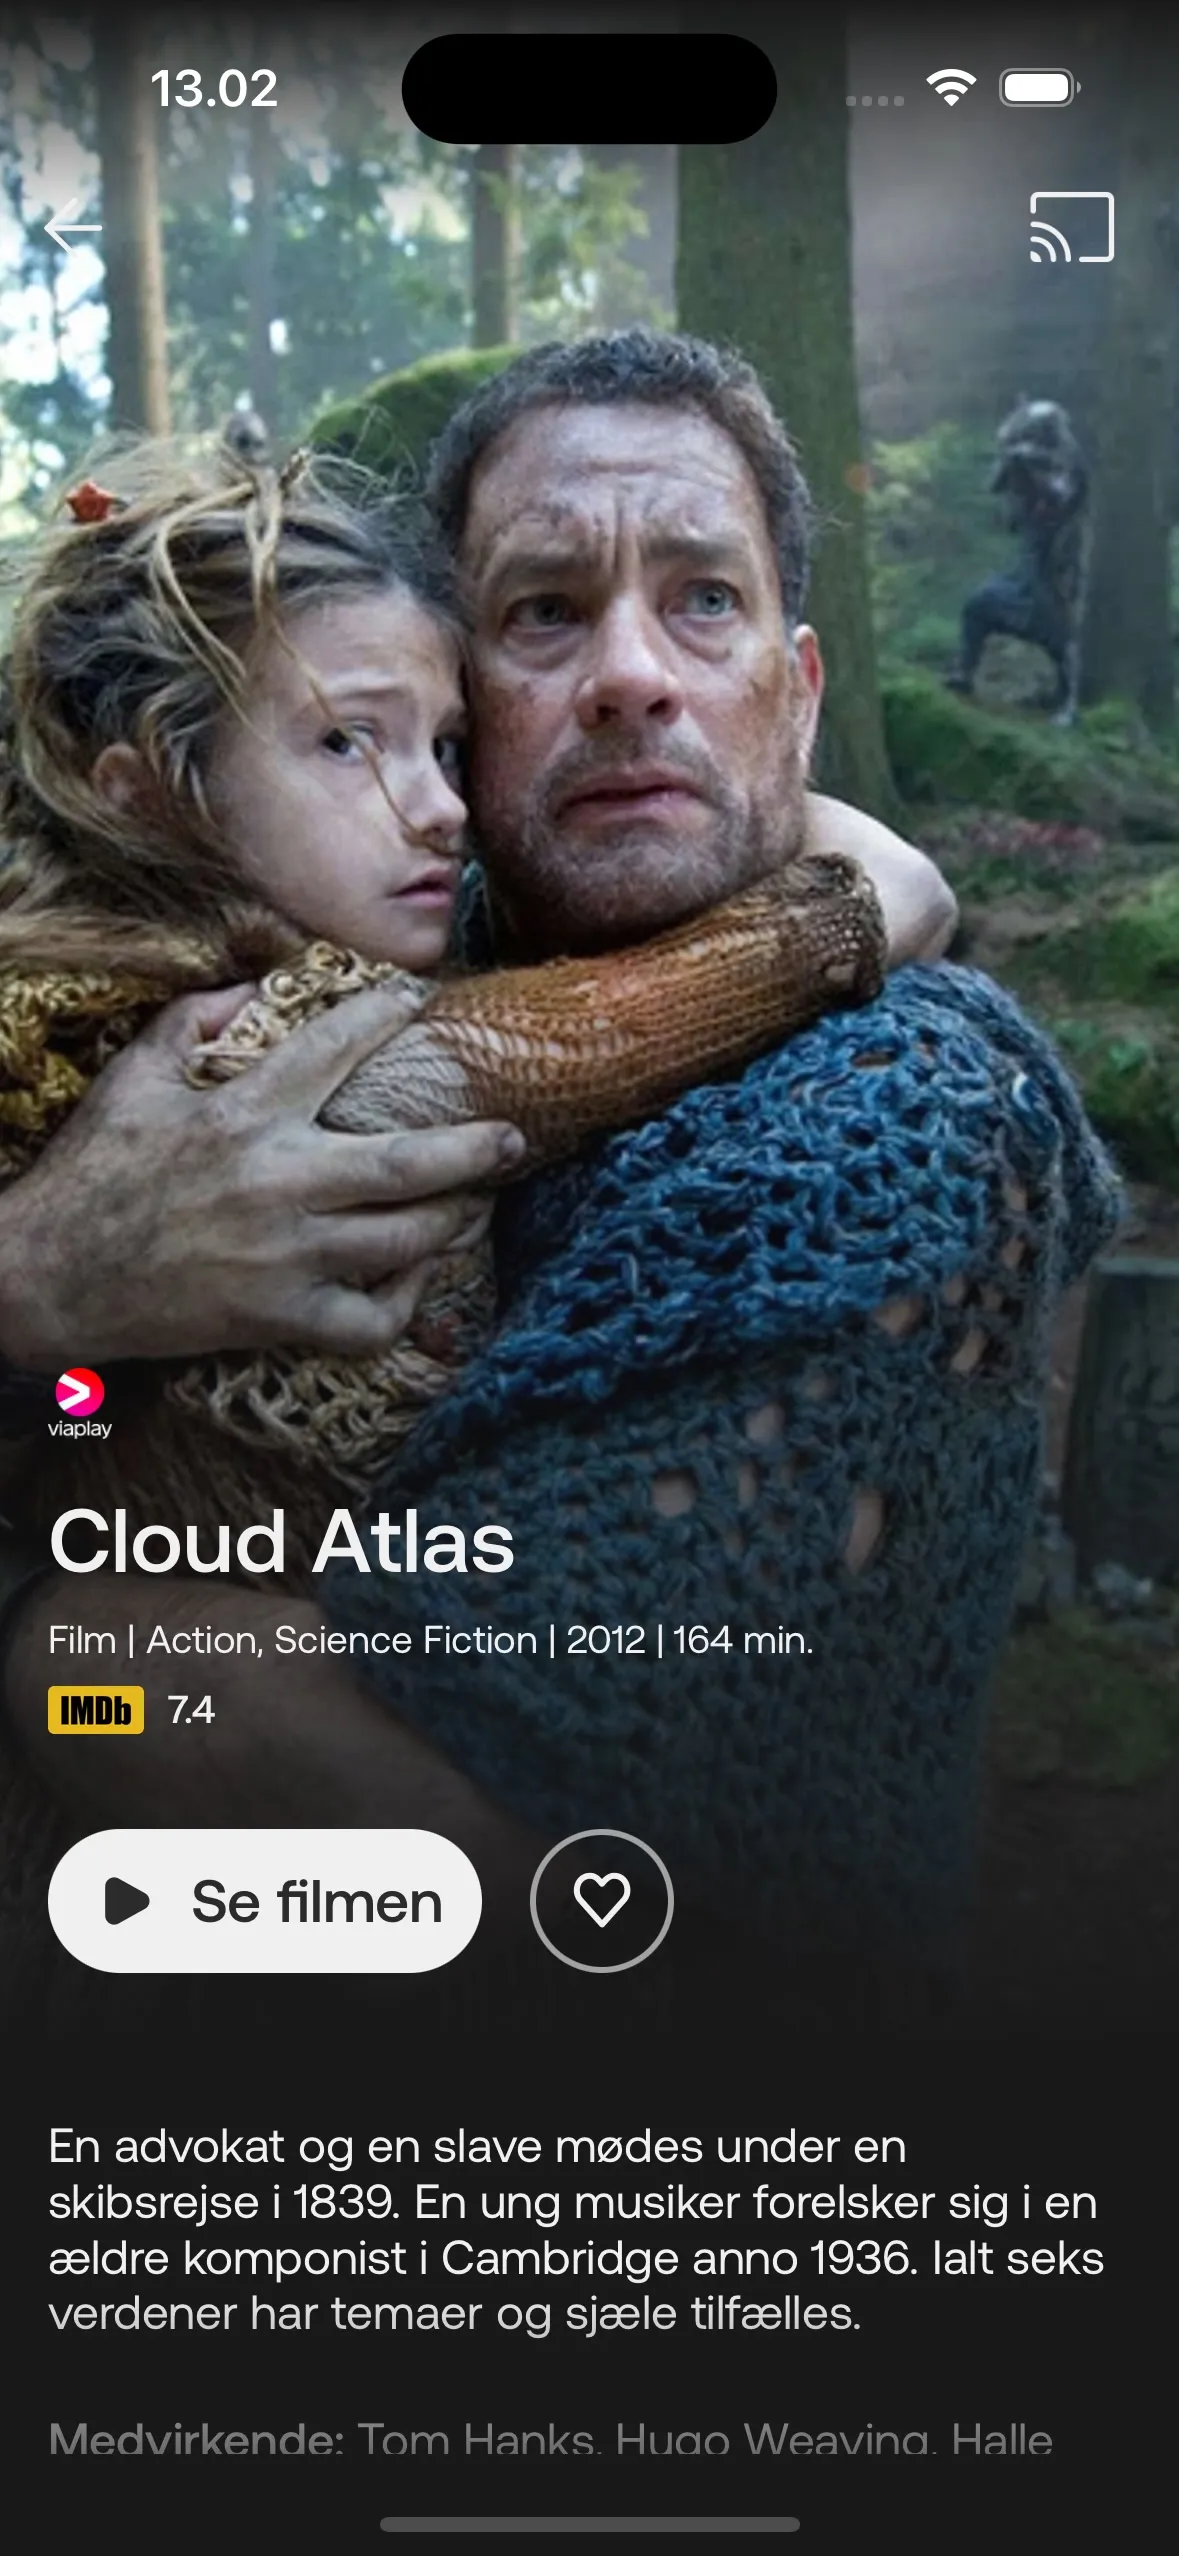 13.02
viaplay
Cloud Atlas
Film | Action, Science Fiction | 2012 | 164 min.
IMDb 7.4
Se filmen
En advokat og en slave mødes under en
skibsrejse i 1839. En ung musiker forelsker sig i en
ældre komponist i Cambridge anno 1936. Ialt seks
verdener har temaer og sjæle tilfælles.
Medvirkende: Tom Hanks, Hugo Weaving, Halle